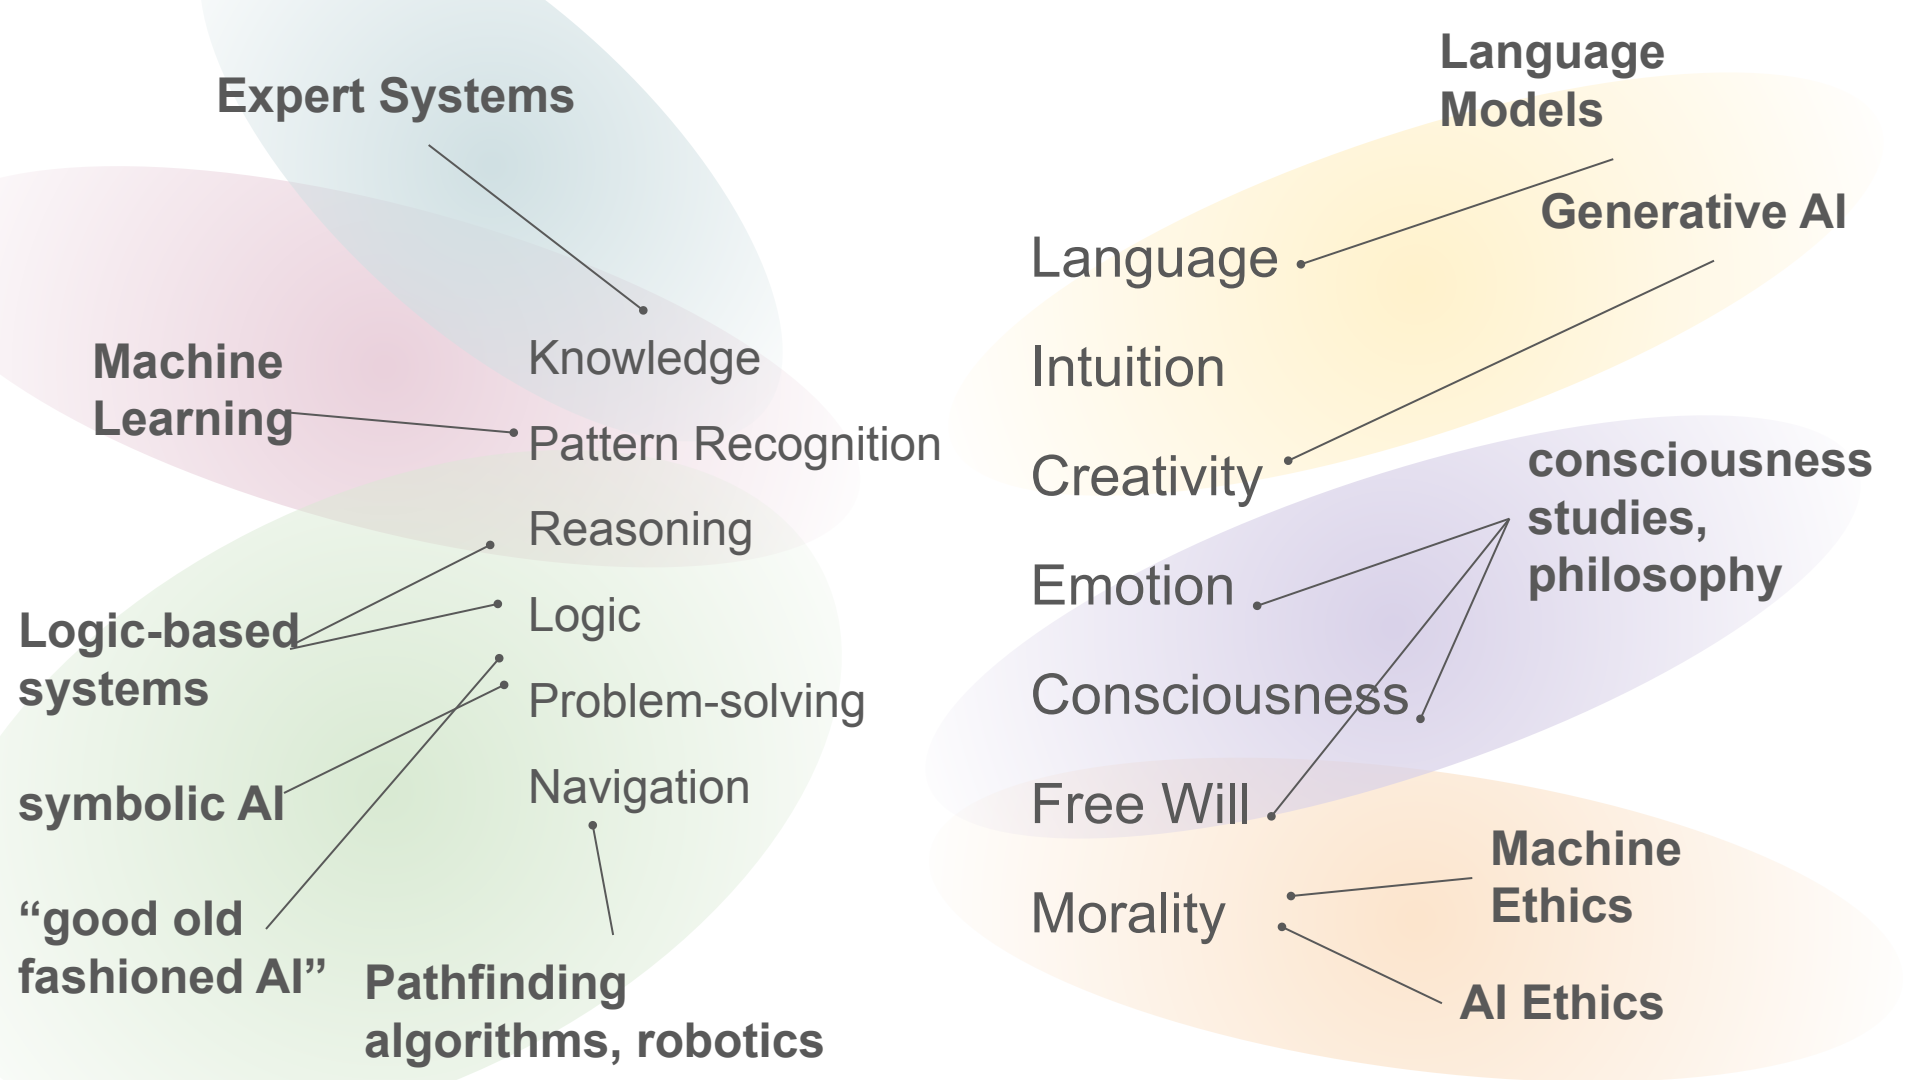 Expert Systems
Machine
Learning
Logic-based
systems
symbolic AI
“good old
fashioned AI”
Pathfinding
algorithms, robotics
Knowledge
Pattern Recognition
Reasoning
Logic
Problem-solving
Navigation
Language
Models
Generative AI
Language
Intuition
Creativity
Emotion
Consciousness
Free Will
Morality
consciousness
studies,
philosophy
Machine
Ethics
AI Ethics